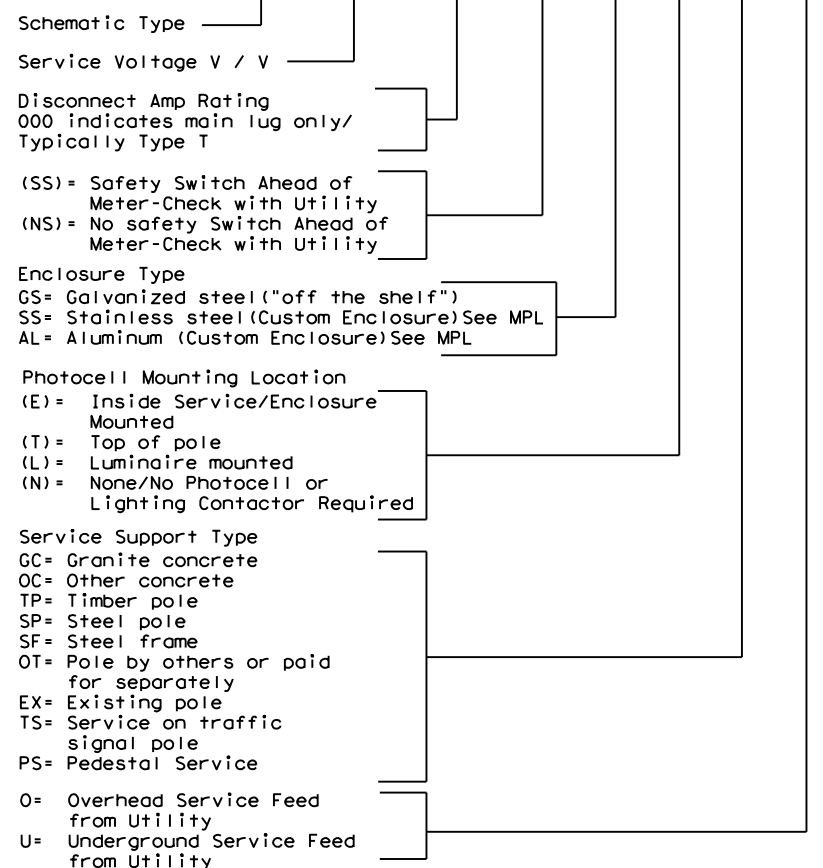 Schematic Type
Service Voltage V / V
Disconnect Amp Rating
000 indicates main lug only/
Typically Type T
(SS)= Safety Switch Ahead of
Meter-Check with Utility
(NS)= No safety Switch Ahead of
Meter-Check with Utility
Enclosure Type
GS= Galvanized steel("off the shelf")
SS= Stainless steel(Custom Enclosure)See MPL
AL= Aluminum (Custom Enclosure)See MPL
Photocell Mounting Location
(E)= Inside Service/Enclosure
Mounted
(T)= Top of pole
(L)= Luminaire mounted
(N)= None/No Photocell or
Lighting Contactor Required
Service Support Type
GC= Granite concrete
OC= Other concrete
TP= Timber pole
SP= Steel pole
SF= Steel frame
OT= Pole by others or paid
for separately
EX= Existing pole
TS= Service on traffic
signal pole
PS= Pedestal Service
O= Overhead Service Feed
from Utility
U= Underground Service Feed
from Utility